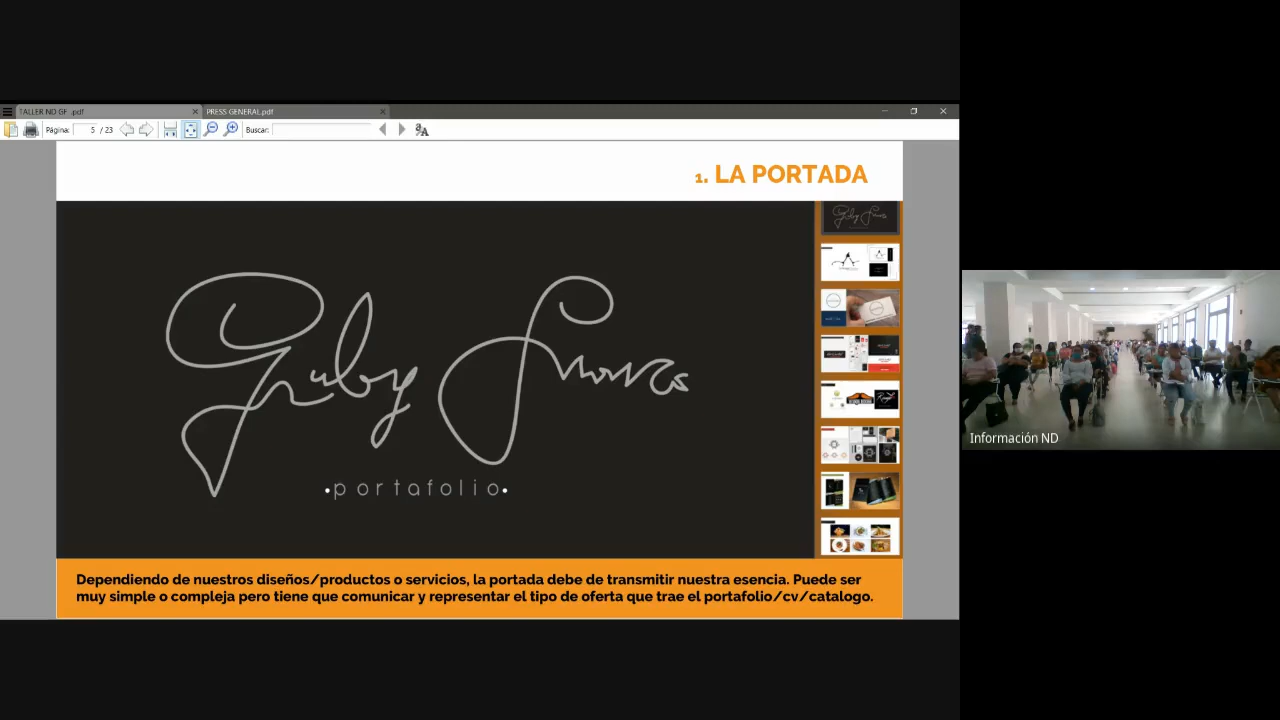 TALLER ND GF .pdf
PRESS GENERAL.pdf
Página:
5
/ 23
Buscar:
1. LA PORTADA
Gaby
•portafolio•
Dependiendo de nuestros diseños/productos o servicios, la portada debe de transmitir nuestra esencia. Puede ser
muy simple o compleja pero tiene que comunicar y representar el tipo de oferta que trae el portafolio/cv/catalogo.
Información ND